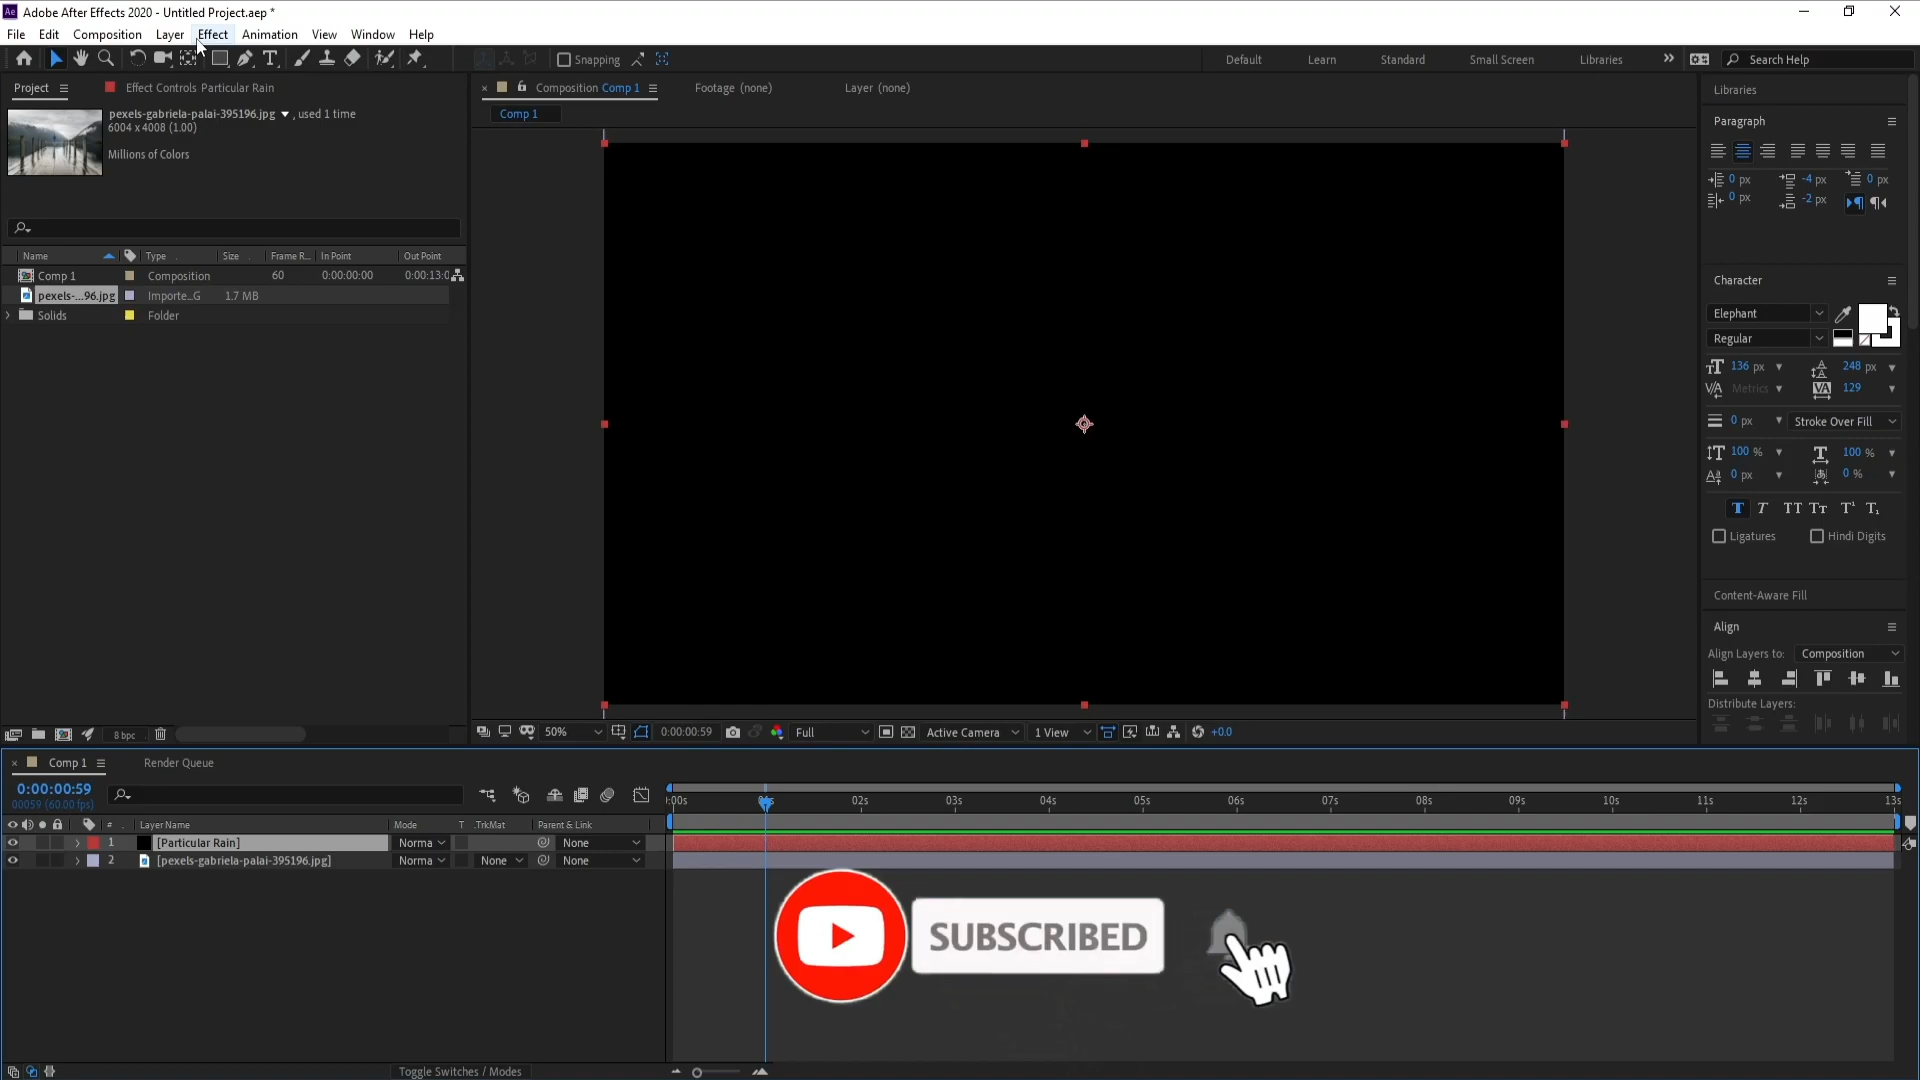 Adobe After Effects 2020 - Untitled Project.aep *
File Edit Composition Layer Effect Animation View Window Help
Snapping
Default Learn Standard Small Screen Libraries
Search Help
Project
Effect Controls Particular Rain
pexels-gabriela-palai-395196.jpg , used 1 time
6004 x 4008 (1.00)
Millions of Colors
Name Type Size Frame R... In Point Out Point
Comp 1 Composition 60 0:00:00:00 0:00:13:0
pexels-...96.jpg Importe...G 1.7 MB
Solids Folder
8 bpc
Composition Comp 1
Footage (none)
Layer (none)
Comp 1
50% 0:00:00:59 Full Active Camera 1 View +0.0
Libraries
Paragraph
0 px -4 px 0 px
0 px -2 px
Character
Elephant
Regular
136 px 248 px
Metrics 129
0 px Stroke Over Fill
100 % 100 %
0 px 0 %
T T TT Tt T¹ T₁
Ligatures Hindi Digits
Content-Aware Fill
Align
Align Layers to: Composition
Distribute Layers:
Comp 1
Render Queue
0:00:00:59
00059 (60.00 fps)
:00s 02s 03s 04s 05s 06s 07s 08s 09s 10s 11s 12s 13s
# Layer Name Mode T .TrkMat Parent & Link
1 [Particular Rain] Norma None
2 [pexels-gabriela-palai-395196.jpg] Norma None None
SUBSCRIBED
Toggle Switches / Modes